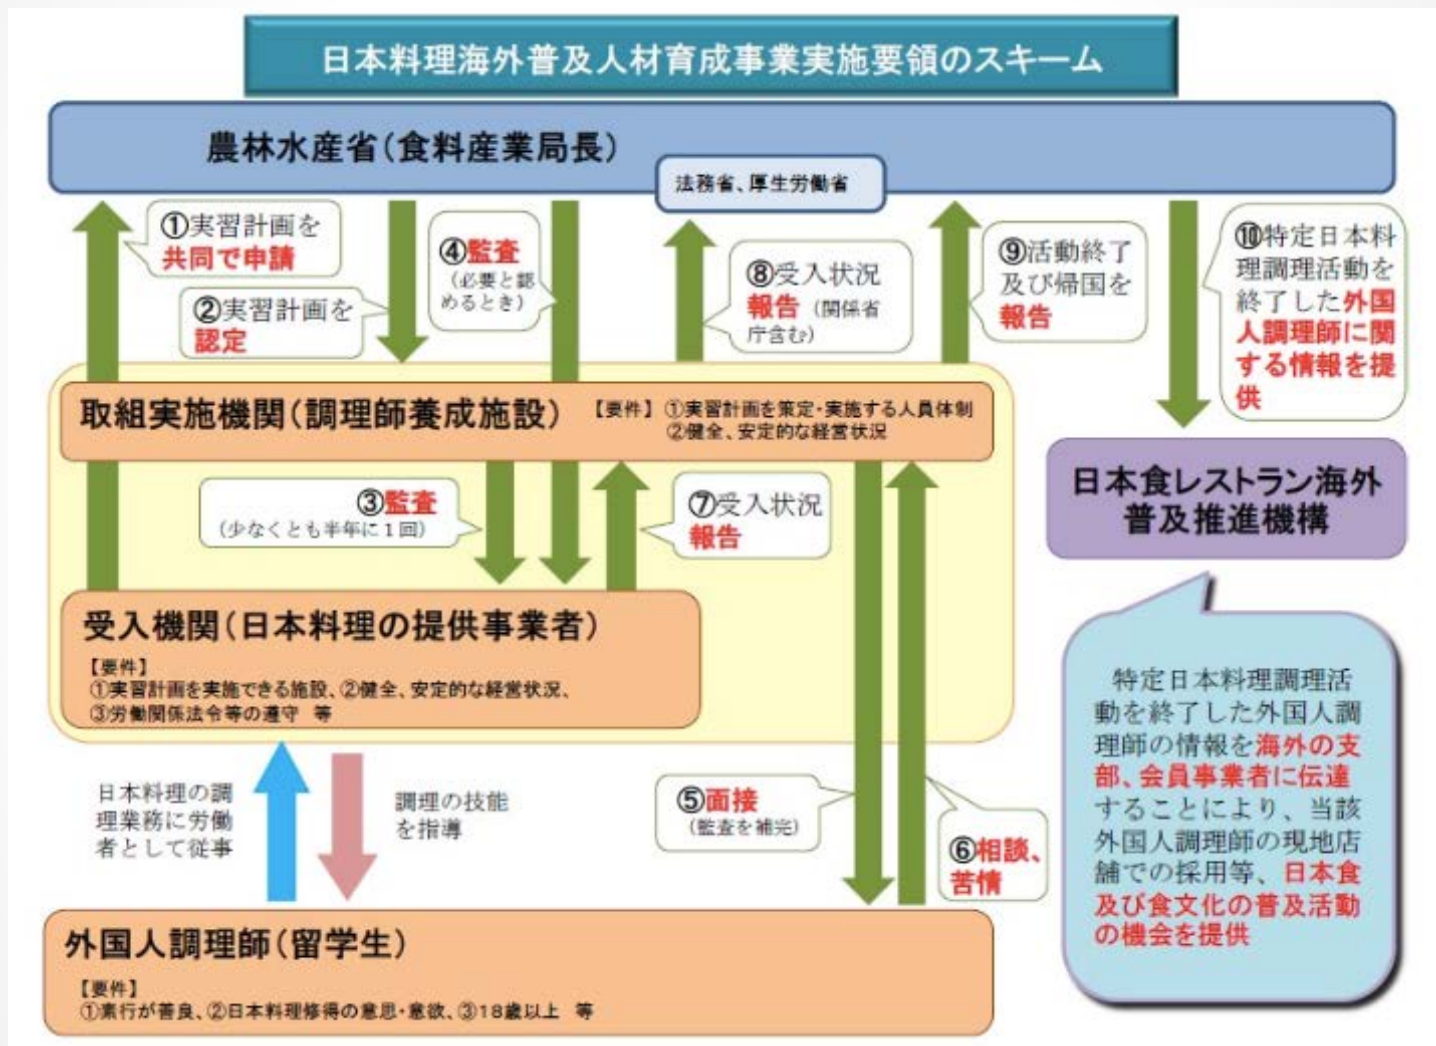 日本料理海外普及人材育成事業実施要領のスキーム
農林水産省（食料産業局長）
法務省、厚生労働省
①実習計画を
共同で申請
②実習計画を
認定
④監査
（必要と認
めるとき）
⑧受入状況
報告（関係省
庁含む）
⑨活動終了
及び帰国を
報告
⑩特定日本料
理調理活動を
終了した外国
人調理師に関
する情報を提
供
取組実施機関（調理師養成施設）
【要件】①実習計画を策定・実施する人員体制
②健全、安定的な経営状況
③監査
（少なくとも半年に１回）
⑦受入状況
報告
日本食レストラン海外
普及推進機構
受入機関（日本料理の提供事業者）
【要件】
①実習計画を実施できる施設、②健全、安定的な経営状況、
③労働関係法令等の遵守　等
日本料理の調
理業務に労働
者として従事
調理の技能
を指導
⑤面接
（監査を補完）
⑥相談、
苦情
特定日本料理調理活
動を終了した外国人調
理師の情報を海外の支
部、会員事業者に伝達
することにより、当該
外国人調理師の現地店
舗での採用等、日本食
及び食文化の普及活動
の機会を提供
外国人調理師（留学生）
【要件】
①素行が善良、②日本料理修得の意思・意欲、③18歳以上　等